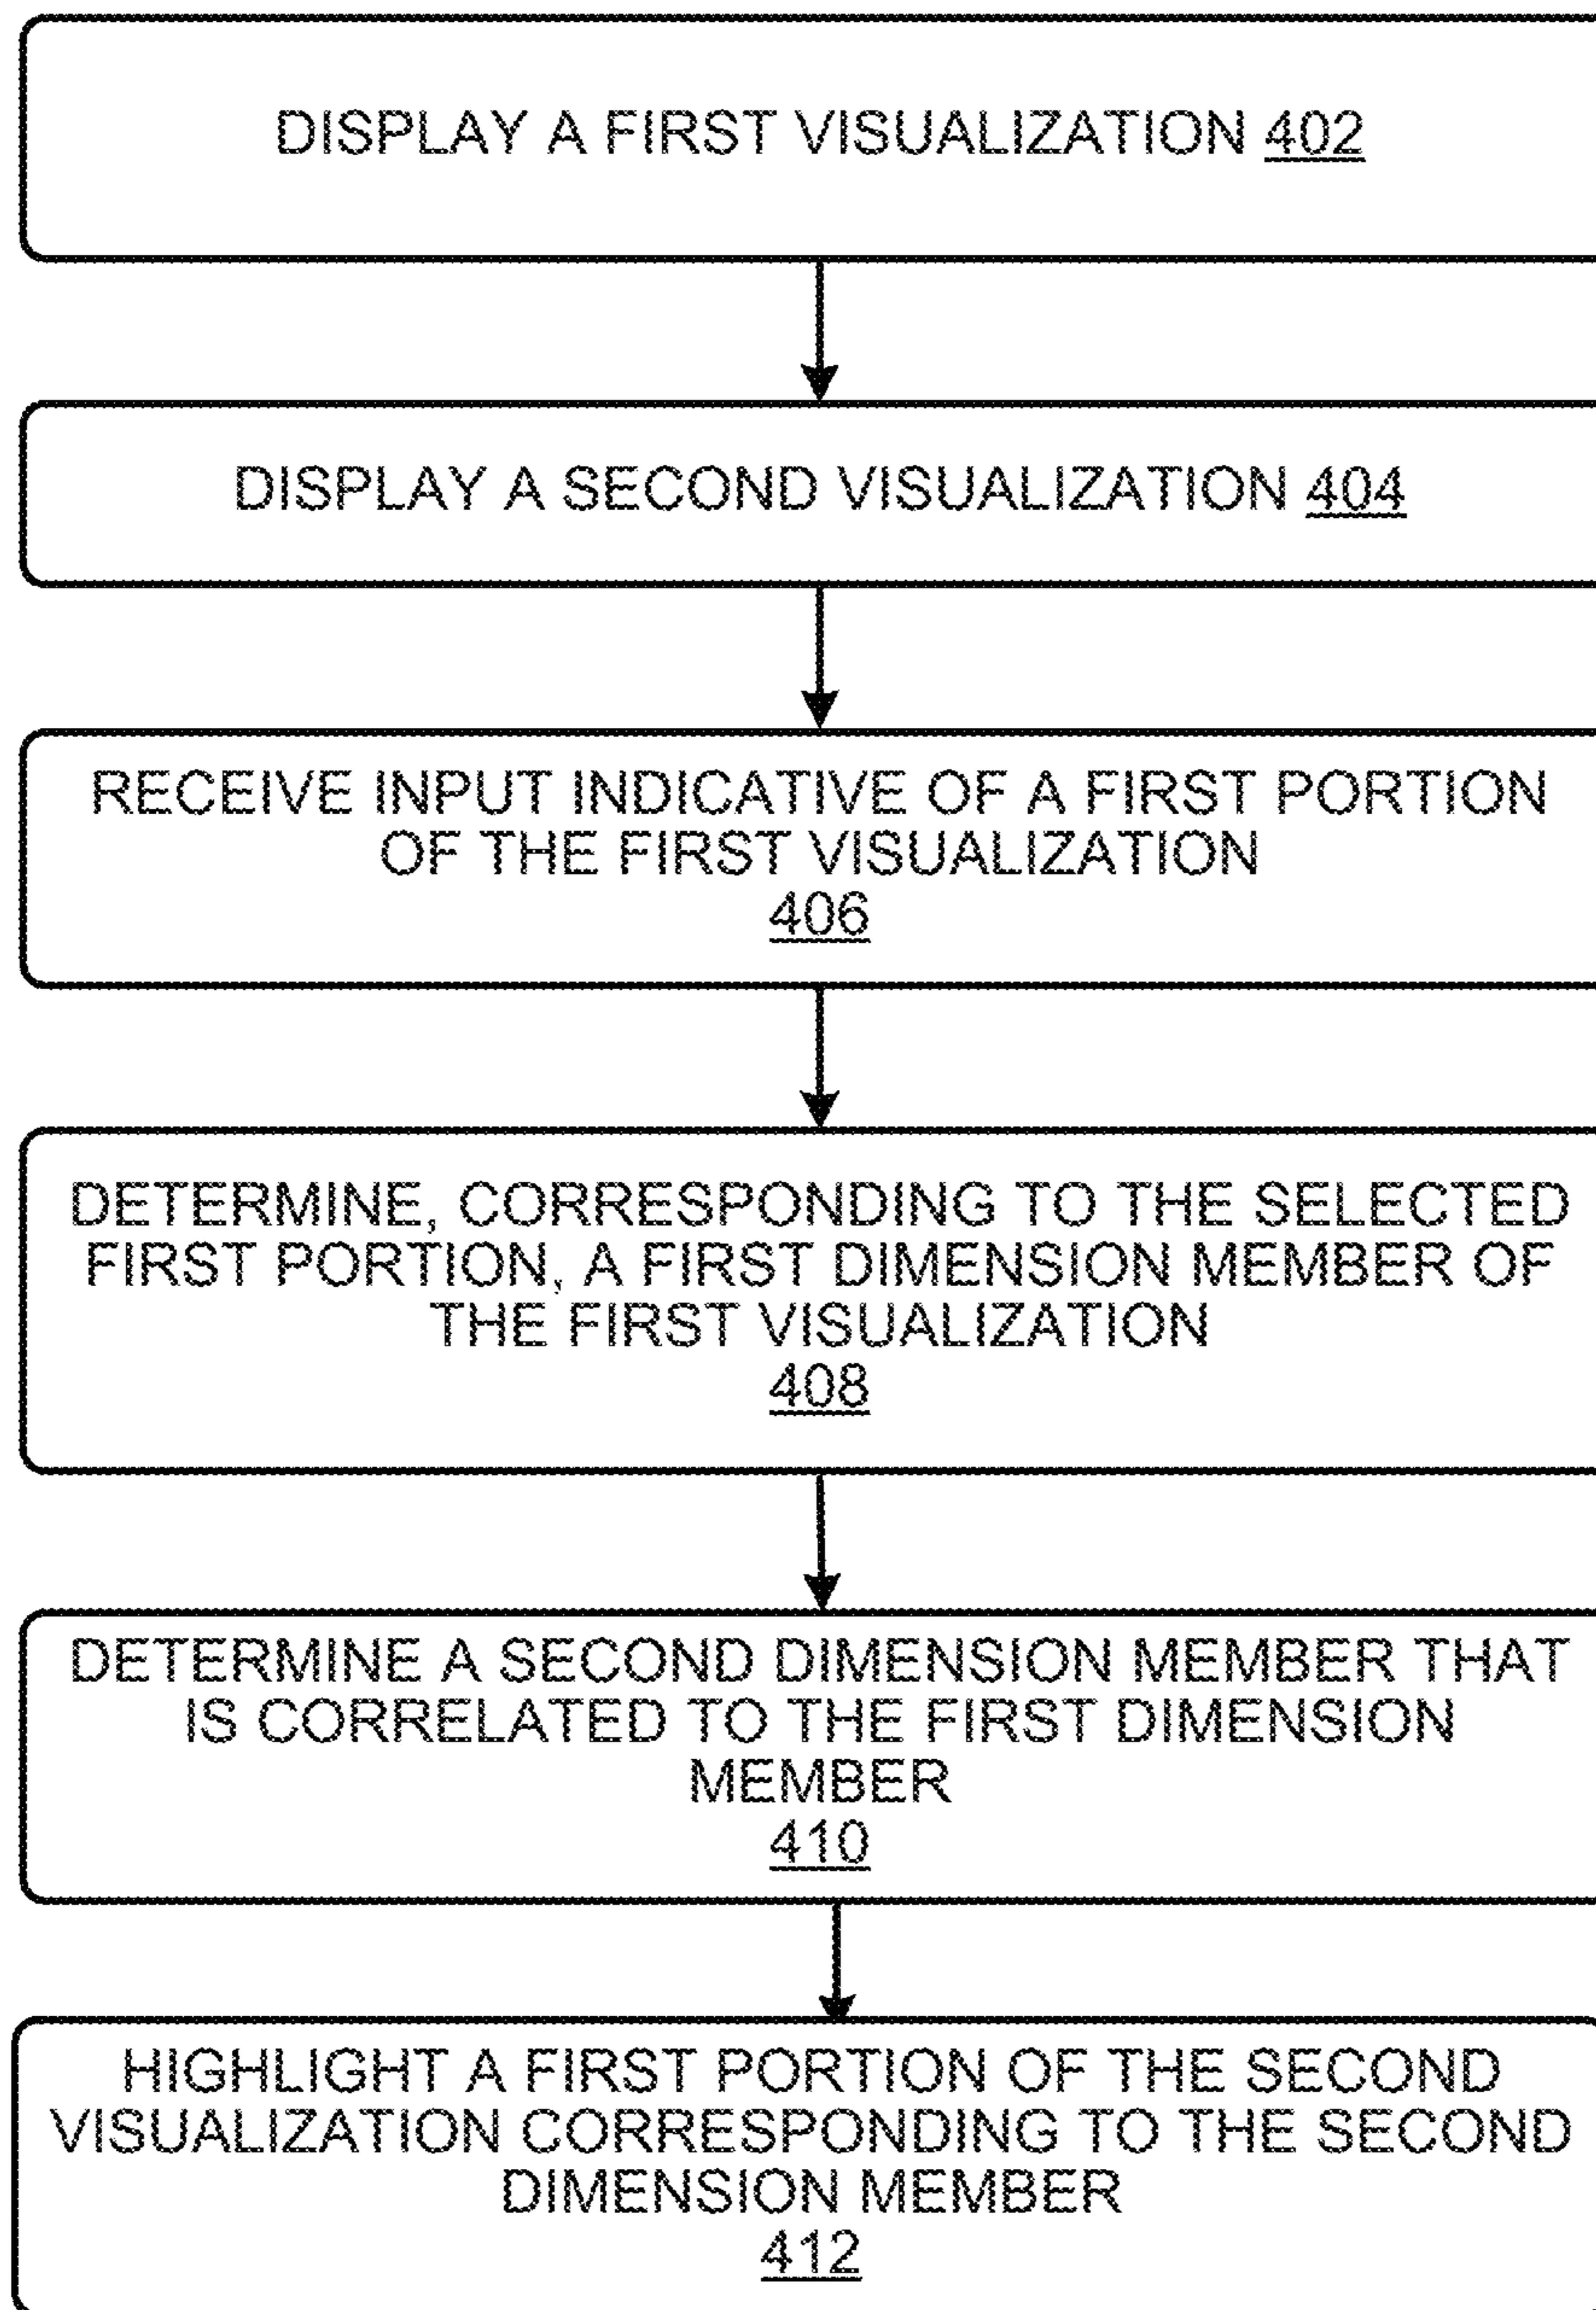 DISPLAY A FIRST VISUALIZATION 402
DISPLAY A SECOND VISUALIZATION 404
RECEIVE INPUT INDICATIVE OF A FIRST PORTION
OF THE FIRST VISUALIZATION
406
DETERMINE, CORRESPONDING TO THE SELECTED
FIRST PORTION, A FIRST DIMENSION MEMBER OF
THE FIRST VISUALIZATION
408
DETERMINE A SECOND DIMENSION MEMBER THAT
IS CORRELATED TO THE FIRST DIMENSION
MEMBER
410
HIGHLIGHT A FIRST PORTION OF THE SECOND
VISUALIZATION CORRESPONDING TO THE SECOND
DIMENSION MEMBER
412